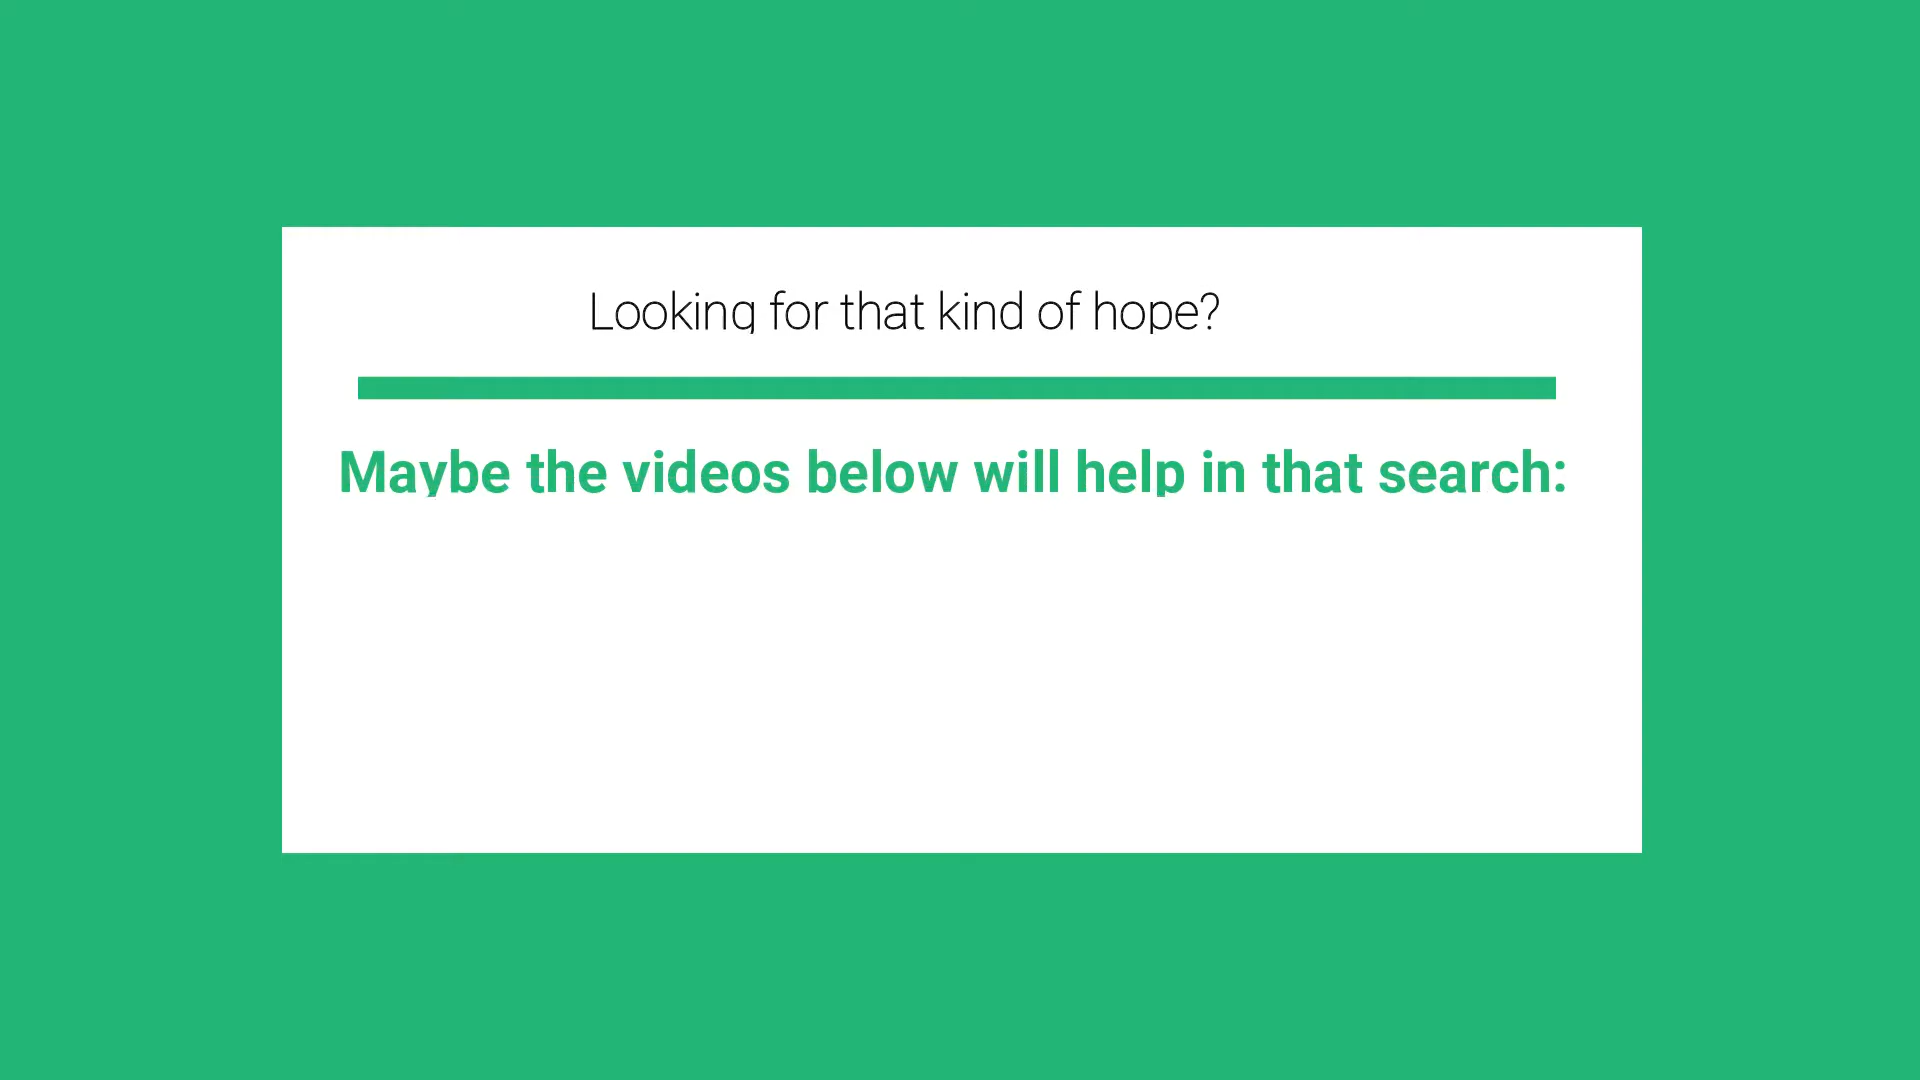 Looking for that kind of hope?
Maybe the videos below will help in that search: